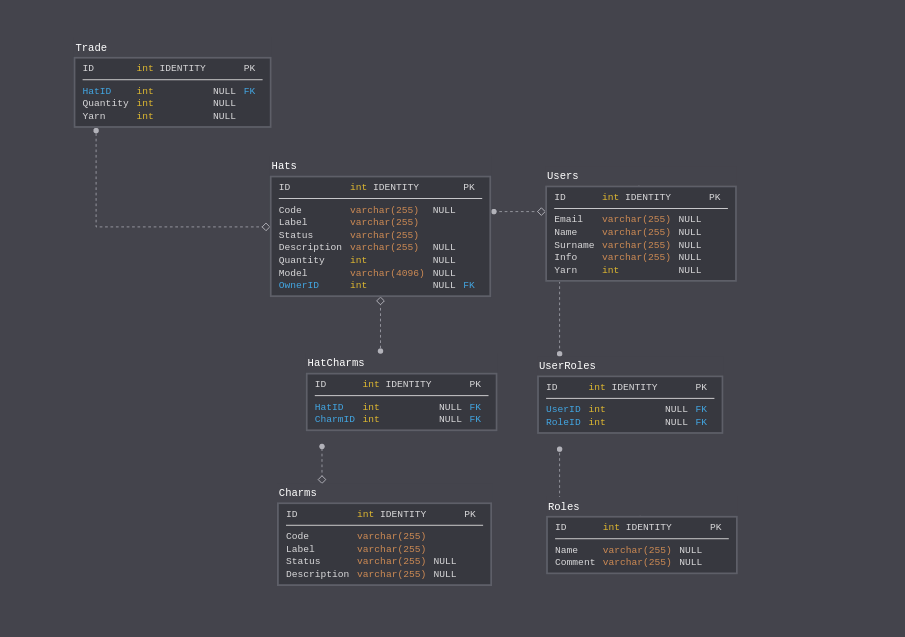 Trade
ID int IDENTITY PK
HatID int NULL FK
Quantity int NULL
Yarn int NULL
Hats
ID int IDENTITY PK
Code varchar(255) NULL
Label varchar(255)
Status varchar(255)
Description varchar(255) NULL
Quantity int NULL
Model varchar(4096) NULL
OwnerID int NULL FK
Users
ID int IDENTITY PK
Email varchar(255) NULL
Name varchar(255) NULL
Surname varchar(255) NULL
Info varchar(255) NULL
Yarn int NULL
HatCharms
ID int IDENTITY PK
HatID int NULL FK
CharmID int NULL FK
UserRoles
ID int IDENTITY PK
UserID int NULL FK
RoleID int NULL FK
Charms
ID int IDENTITY PK
Code varchar(255)
Label varchar(255)
Status varchar(255) NULL
Description varchar(255) NULL
Roles
ID int IDENTITY PK
Name varchar(255) NULL
Comment varchar(255) NULL